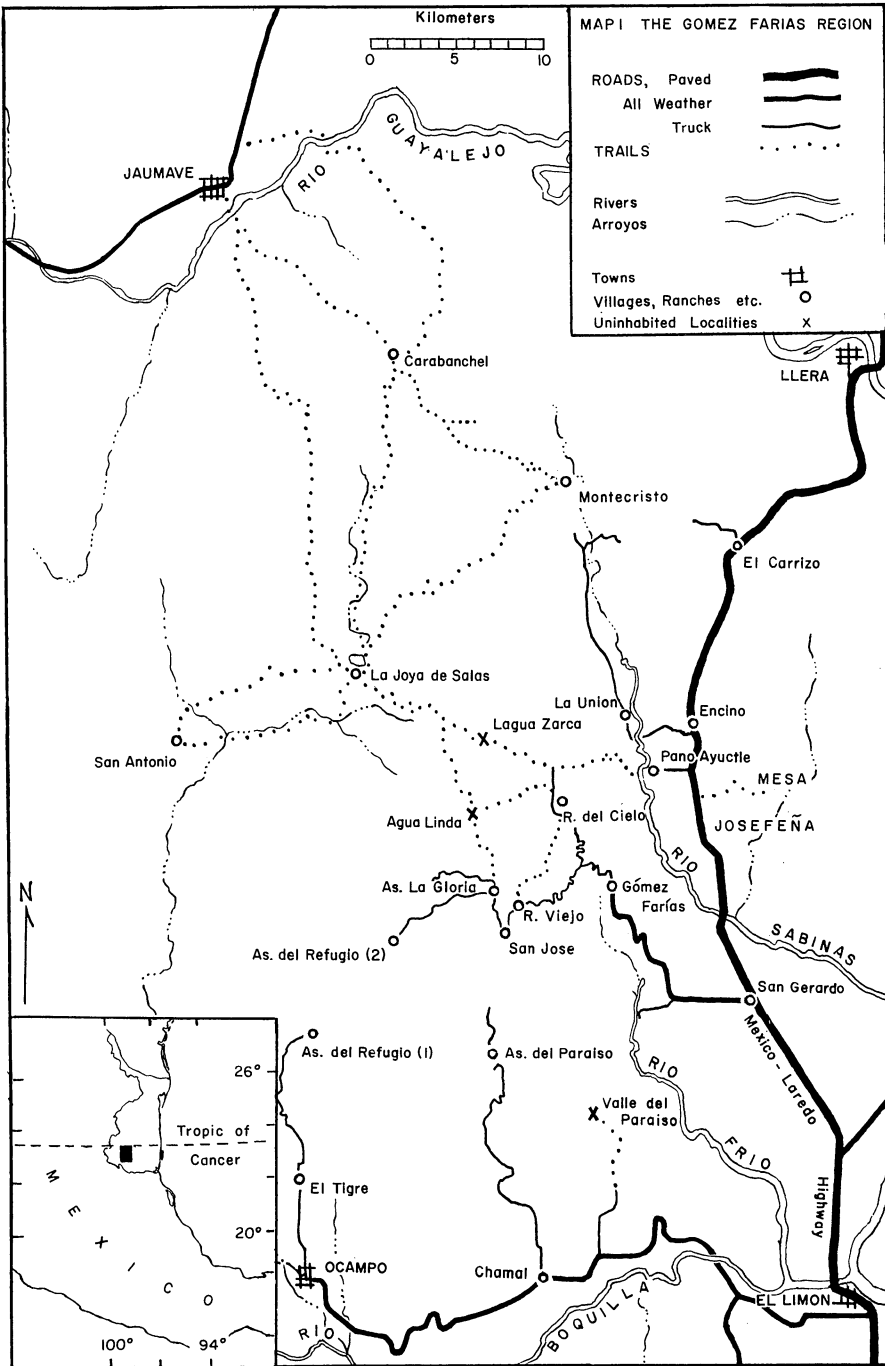 Kilometers
0 5 10
MAP I THE GOMEZ FARIAS REGION
ROADS, Paved
All Weather
Truck
TRAILS
Rivers
Arroyos
Towns
Villages, Ranches etc.
Uninhabited Localities
JAUMAVE
RIO
GUAYALEJO
Carabanchel
LLERA
Montecristo
El Carrizo
La Joya de Salas
San Antonio
Lagua Zarca
La Union
Encino
Pano Ayuctle
MESA
JOSEFEÑA
Agua Linda
R. del Cielo
RIO
SABINAS
As. La Gloria
R. Viejo
Gómez
Farías
San Jose
As. del Refugio (2)
N
San Gerardo
Mexico - Laredo
Highway
As. del Refugio (1)
As. del Paraiso
RIO
FRIO
Valle del
Paraiso
El Tigre
OCAMPO
Chamal
RIO
BOQUILLA
EL LIMON
26°
Tropic of
Cancer
MEXICO
20°
100° 94°